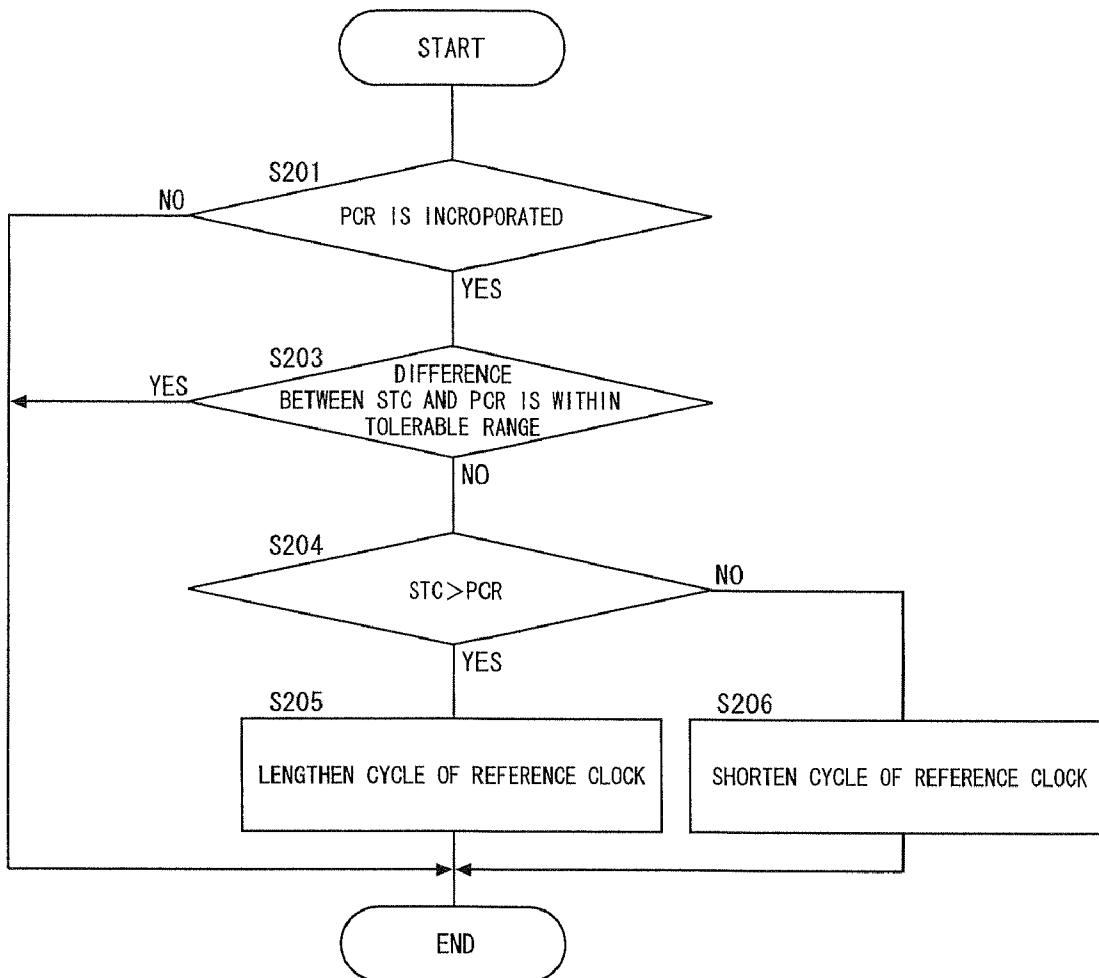 START
S201
NO
PCR IS INCROPORATED
YES
S203
YES
DIFFERENCE
BETWEEN STC AND PCR IS WITHIN
TOLERABLE RANGE
NO
S204
STC>PCR
NO
YES
S205
S206
LENGTHEN CYCLE OF REFERENCE CLOCK
SHORTEN CYCLE OF REFERENCE CLOCK
END